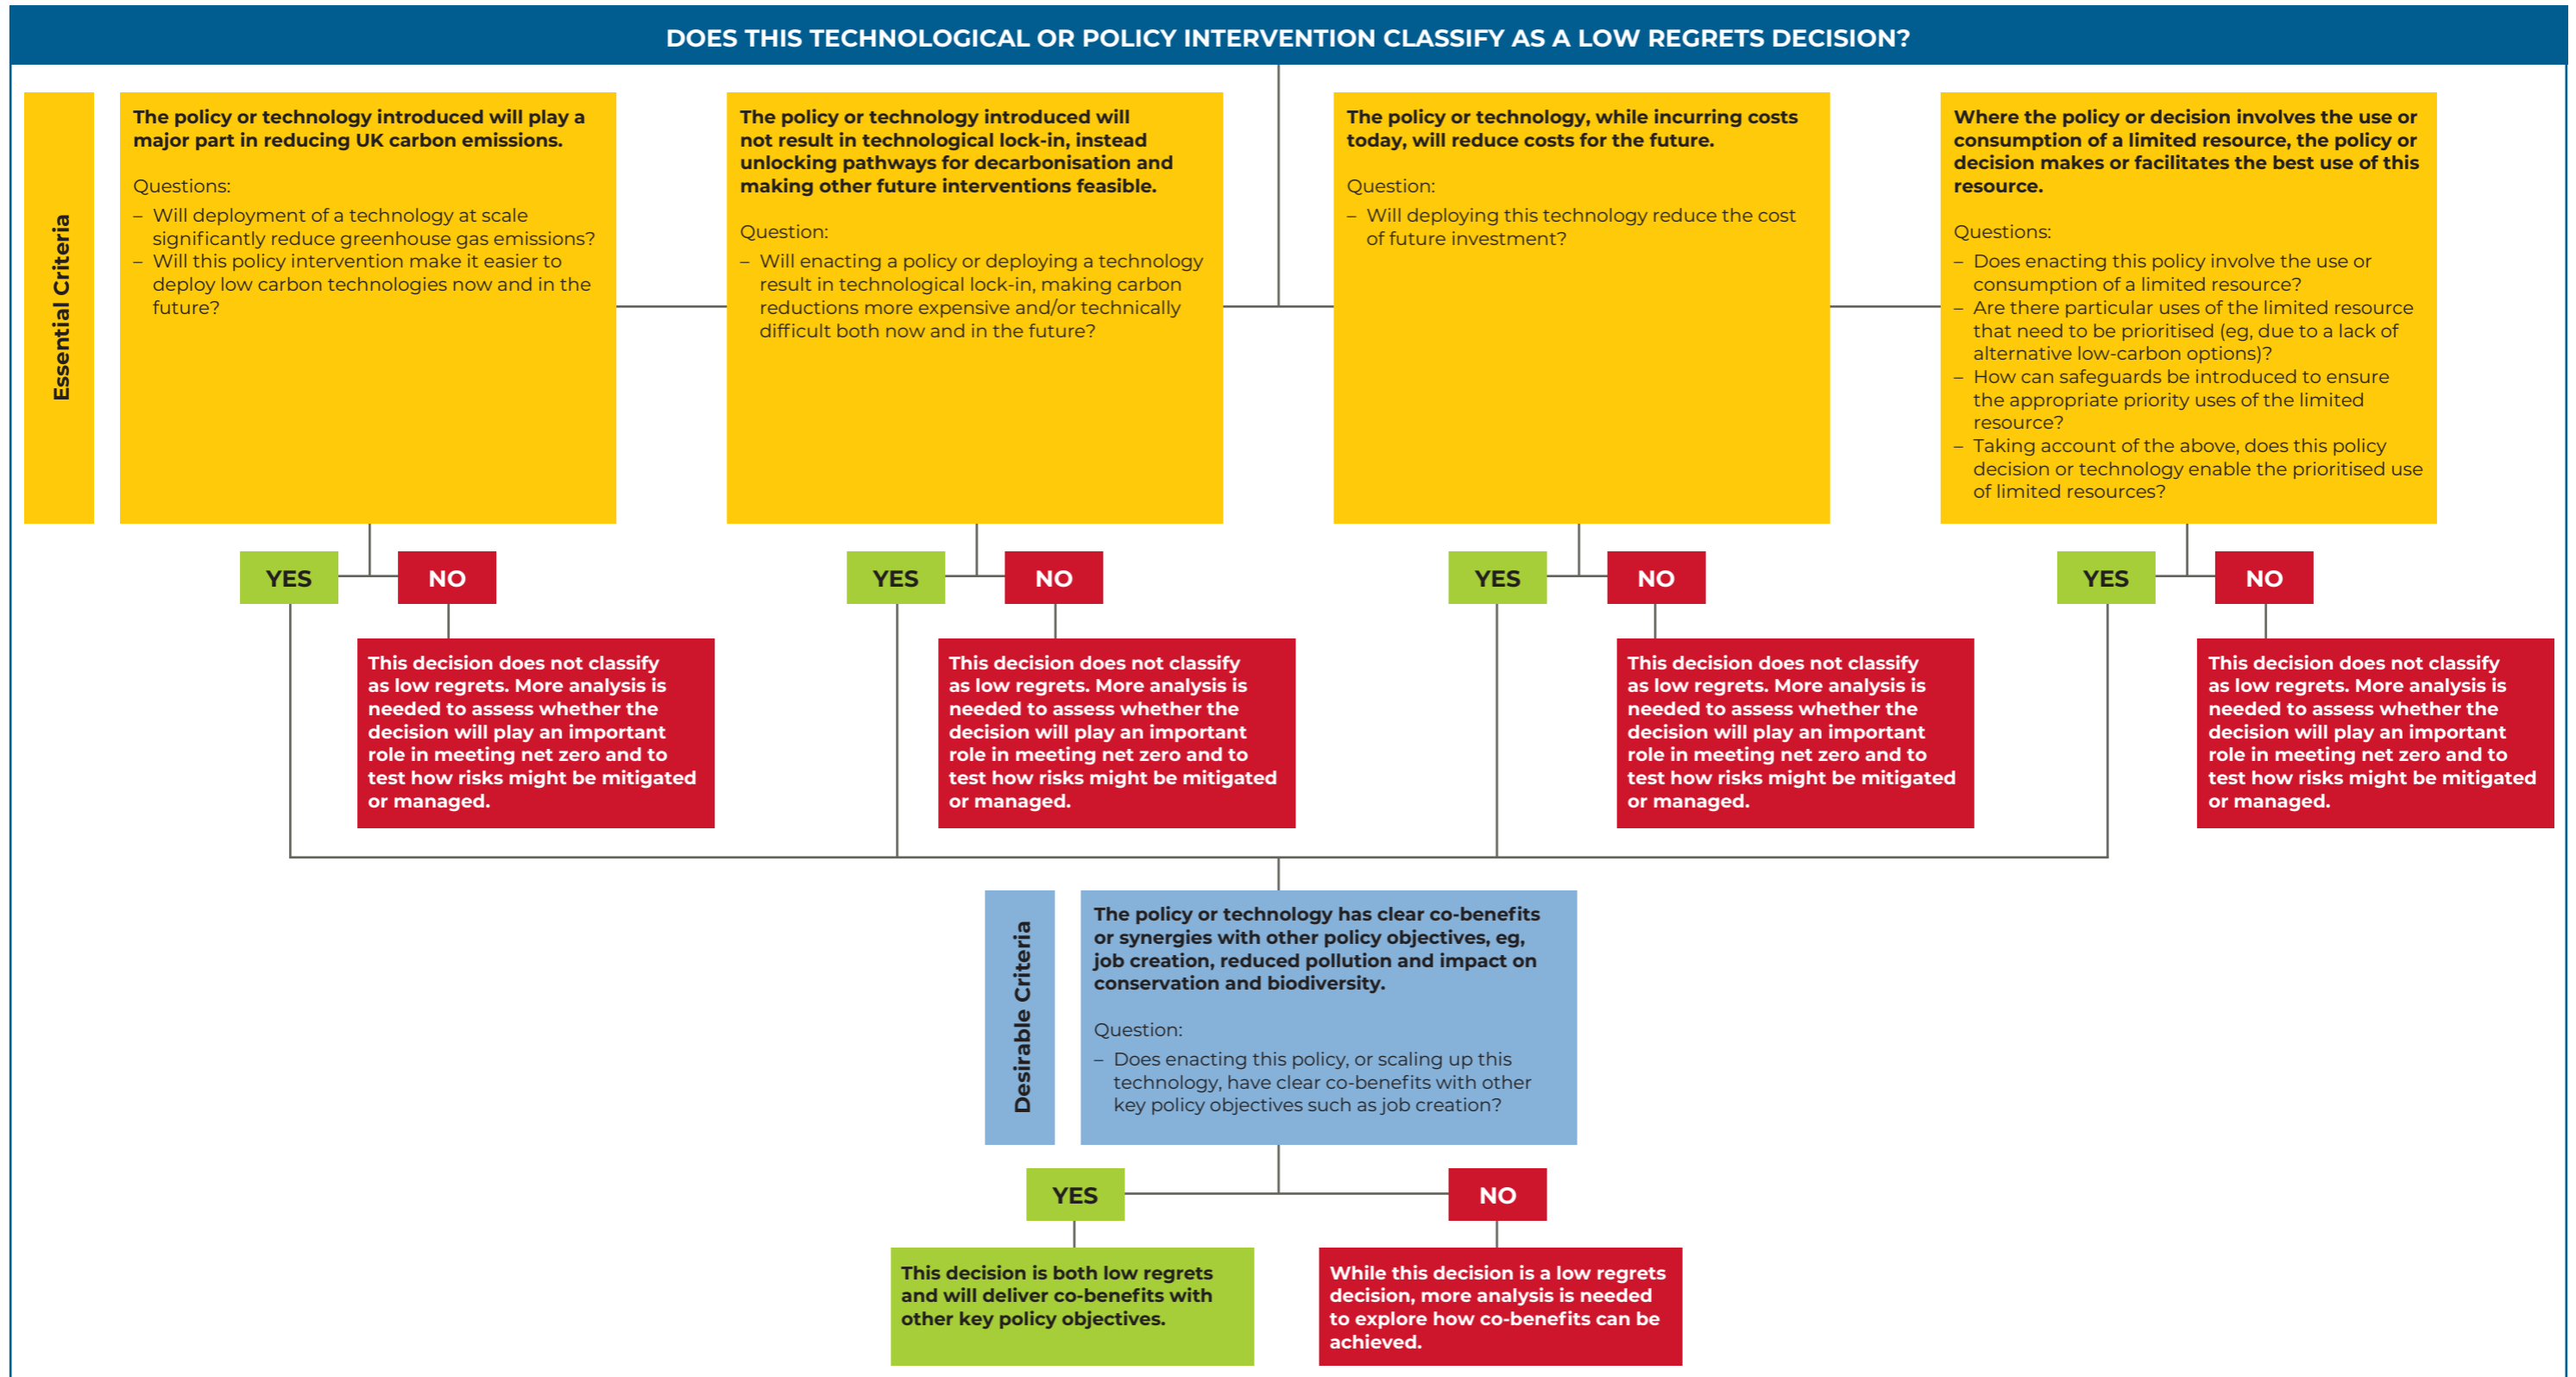 DOES THIS TECHNOLOGICAL OR POLICY INTERVENTION CLASSIFY AS A LOW REGRETS DECISION?
Essential Criteria
The policy or technology introduced will play a
major part in reducing UK carbon emissions.
Questions:
– Will deployment of a technology at scale
significantly reduce greenhouse gas emissions?
– Will this policy intervention make it easier to
deploy low carbon technologies now and in the
future?
The policy or technology introduced will
not result in technological lock-in, instead
unlocking pathways for decarbonisation and
making other future interventions feasible.
Question:
– Will enacting a policy or deploying a technology
result in technological lock-in, making carbon
reductions more expensive and/or technically
difficult both now and in the future?
The policy or technology, while incurring costs
today, will reduce costs for the future.
Question:
– Will deploying this technology reduce the cost
of future investment?
Where the policy or decision involves the use or
consumption of a limited resource, the policy or
decision makes or facilitates the best use of this
resource.
Questions:
– Does enacting this policy involve the use or
consumption of a limited resource?
– Are there particular uses of the limited resource
that need to be prioritised (eg, due to a lack of
alternative low-carbon options)?
– How can safeguards be introduced to ensure
the appropriate priority uses of the limited
resource?
– Taking account of the above, does this policy
decision or technology enable the prioritised use
of limited resources?
YES
NO
YES
NO
YES
NO
YES
NO
This decision does not classify
as low regrets. More analysis is
needed to assess whether the
decision will play an important
role in meeting net zero and to
test how risks might be mitigated
or managed.
This decision does not classify
as low regrets. More analysis is
needed to assess whether the
decision will play an important
role in meeting net zero and to
test how risks might be mitigated
or managed.
This decision does not classify
as low regrets. More analysis is
needed to assess whether the
decision will play an important
role in meeting net zero and to
test how risks might be mitigated
or managed.
This decision does not classify
as low regrets. More analysis is
needed to assess whether the
decision will play an important
role in meeting net zero and to
test how risks might be mitigated
or managed.
Desirable Criteria
The policy or technology has clear co-benefits
or synergies with other policy objectives, eg,
job creation, reduced pollution and impact on
conservation and biodiversity.
Question:
– Does enacting this policy, or scaling up this
technology, have clear co-benefits with other
key policy objectives such as job creation?
YES
NO
This decision is both low regrets
and will deliver co-benefits with
other key policy objectives.
While this decision is a low regrets
decision, more analysis is needed
to explore how co-benefits can be
achieved.